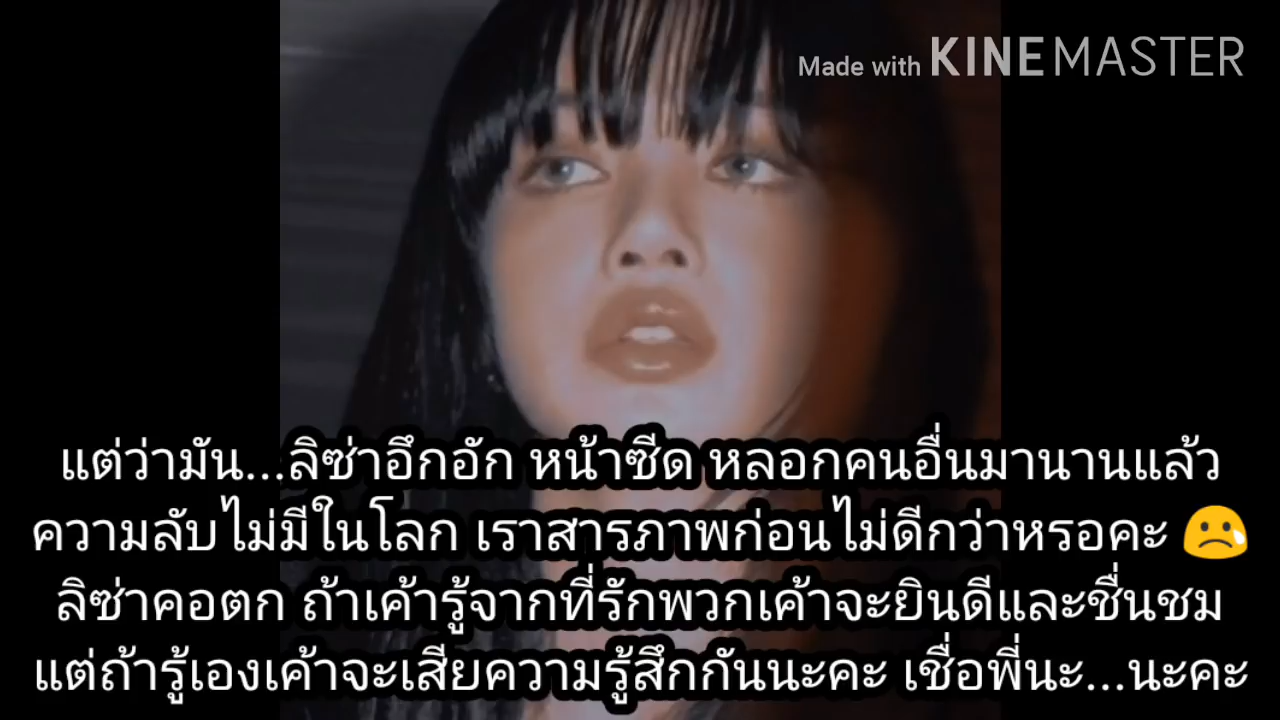 Made with KINEMASTER
แต่ว่ามัน...ลิซ่าอึกอัก หน้าซีด หลอกคนอื่นมานานแล้ว
ความลับไม่มีในโลก เราสารภาพก่อนไม่ดีกว่าหรอคะ 😢
ลิซ่าคอตก ถ้าเค้ารู้จากที่รักพวกเค้าจะยินดีและชื่นชม
แต่ถ้ารู้เองเค้าจะเสียความรู้สึกกันนะคะ เชื่อพี่นะ...นะคะ